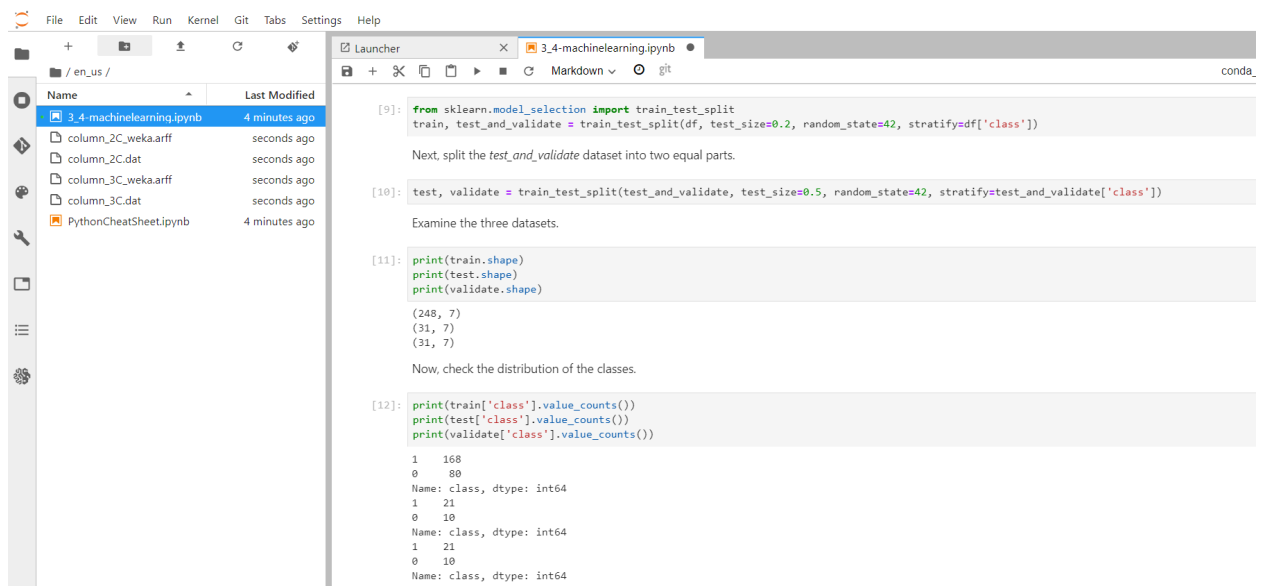 File Edit View Run Kernel Git Tabs Settings Help
/ en_us /
Name Last Modified
3_4-machinelearning.ipynb 4 minutes ago
column_2C_weka.arff seconds ago
column_2C.dat seconds ago
column_3C_weka.arff seconds ago
column_3C.dat seconds ago
PythonCheatSheet.ipynb 4 minutes ago
Launcher 3_4-machinelearning.ipynb
Markdown git conda_
[9]: from sklearn.model_selection import train_test_split
train, test_and_validate = train_test_split(df, test_size=0.2, random_state=42, stratify=df['class'])
Next, split the test_and_validate dataset into two equal parts.
[10]: test, validate = train_test_split(test_and_validate, test_size=0.5, random_state=42, stratify=test_and_validate['class'])
Examine the three datasets.
[11]: print(train.shape)
print(test.shape)
print(validate.shape)
(248, 7)
(31, 7)
(31, 7)
Now, check the distribution of the classes.
[12]: print(train['class'].value_counts())
print(test['class'].value_counts())
print(validate['class'].value_counts())
1 168
0 80
Name: class, dtype: int64
1 21
0 10
Name: class, dtype: int64
1 21
0 10
Name: class, dtype: int64